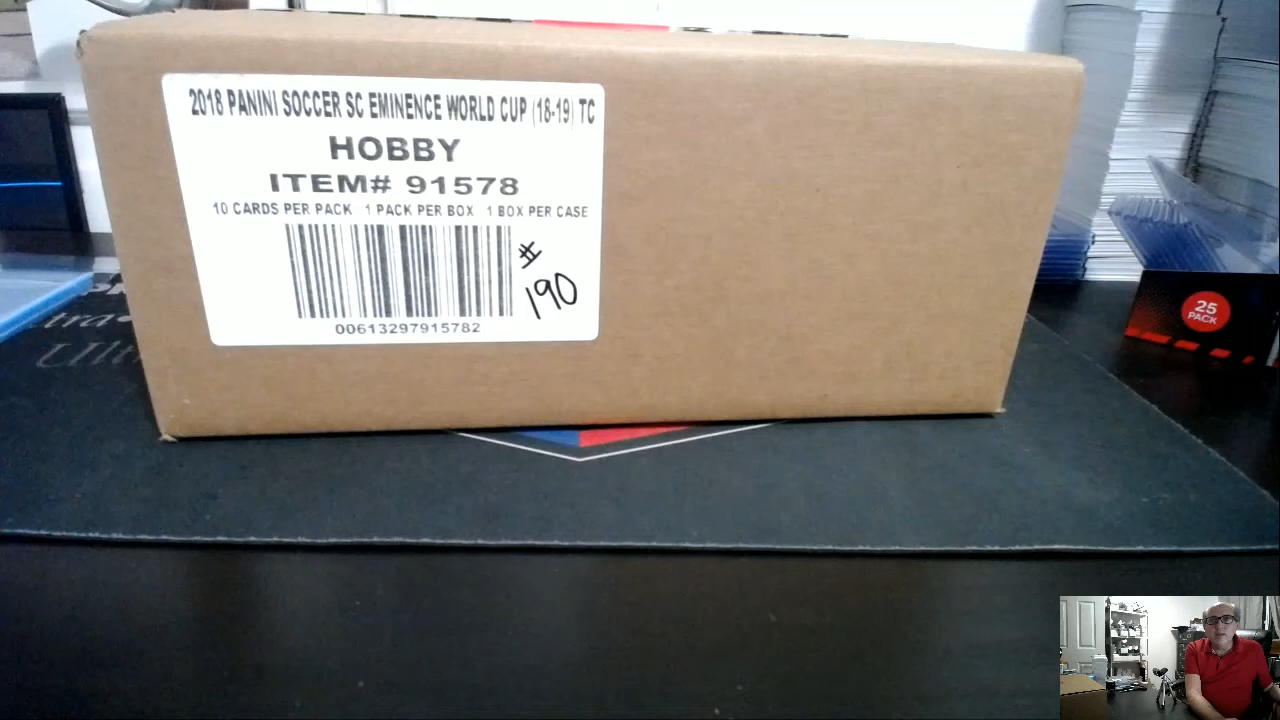 2018 PANINI SOCCER SC EMINENCE WORLD CUP (18-19) TC
HOBBY
ITEM# 91578
10 CARDS PER PACK 1 PACK PER BOX 1 BOX PER CASE
# 190
00613297915782
25
PACK